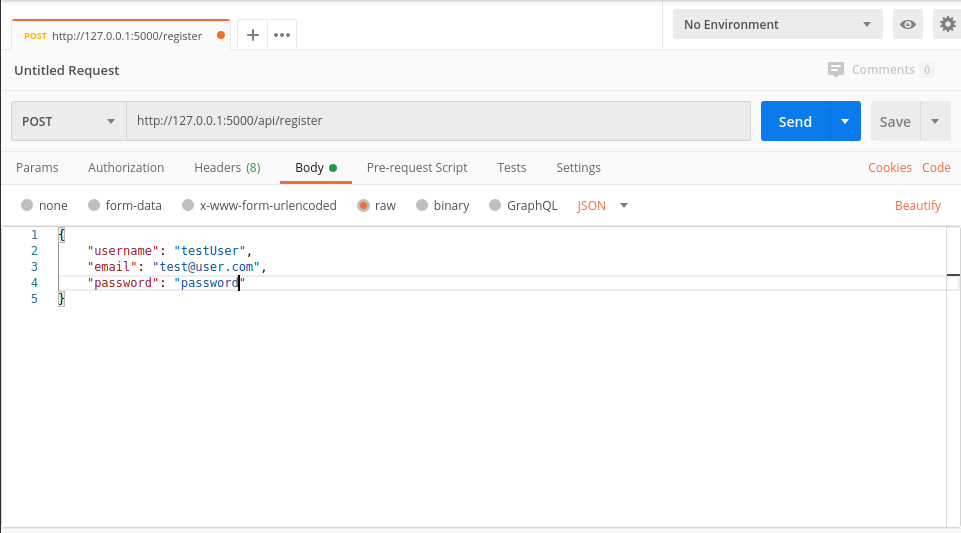 POST http://127.0.0.1:5000/register
No Environment
Untitled Request
Comments 0
POST http://127.0.0.1:5000/api/register Send Save
Params Authorization Headers (8) Body Pre-request Script Tests Settings Cookies Code
none form-data x-www-form-urlencoded raw binary GraphQL JSON Beautify
1 {
2 "username": "testUser",
3 "email": "test@user.com",
4 "password": "password"
5 }